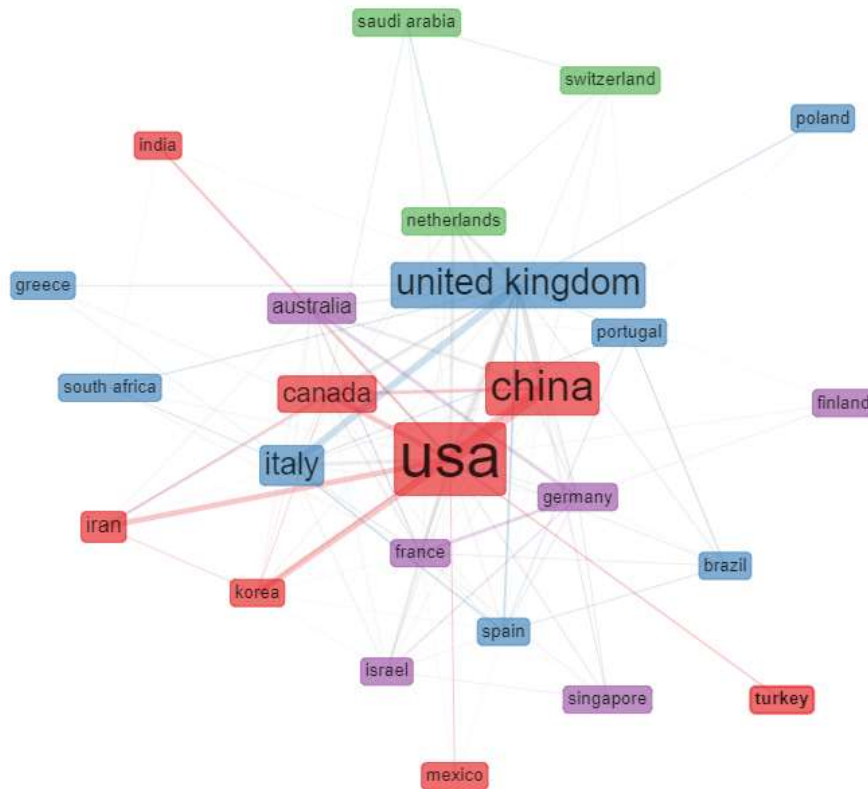 saudi arabia
switzerland
poland
india
netherlands
united kingdom
greece
australia
portugal
south africa
canada
china
finland
italy
usa
germany
iran
france
brazil
korea
spain
israel
singapore
turkey
mexico